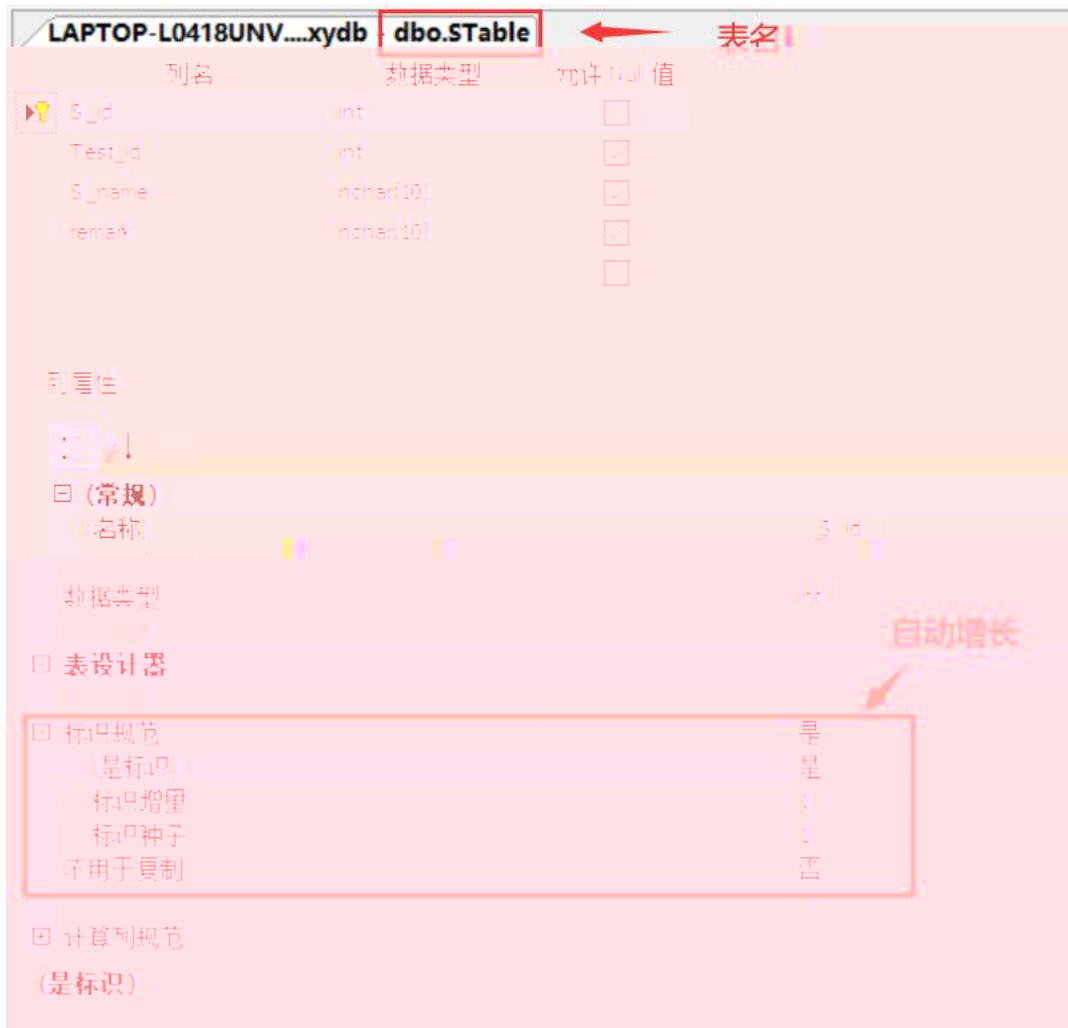 LAPTOP-L0418UNV....xydb - dbo.STable 表名
列名 数据类型 允许 Null 值
S_id int
Test_id int
S_name nchar(10)
remark nchar(10)
列属性
(常规)
(名称) S_id
数据类型 int
自动增长
表设计器
标识规范 是
(是标识) 是
标识增量 1
标识种子 1
不用于复制 否
计算列规范
(是标识)